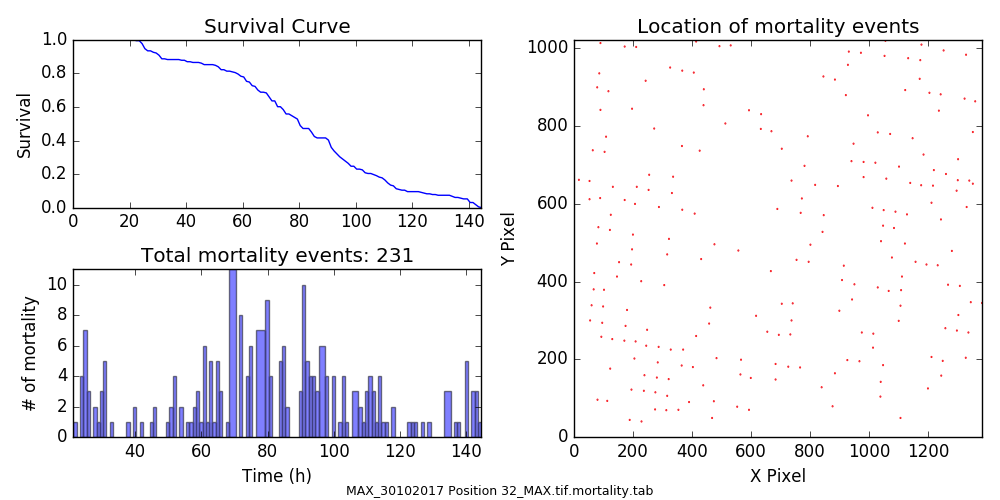 Survival Curve
1.0
0.8
0.6
0.4
0.2
0.0
Survival
0 20 40 60 80 100 120 140
Total mortality events: 231
10
8
6
4
2
0
# of mortality
40 60 80 100 120 140
Time (h)
Location of mortality events
1000
800
600
400
200
0
Y Pixel
0 200 400 600 800 1000 1200
X Pixel
MAX_30102017 Position 32_MAX.tif.mortality.tab